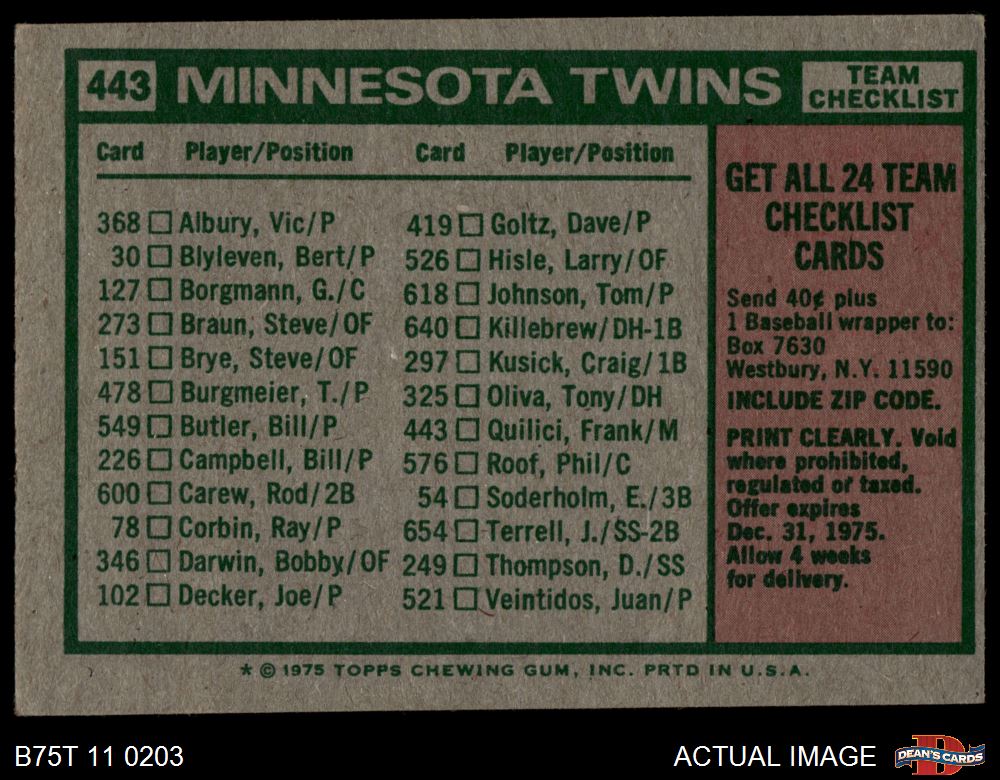 443 MINNESOTA TWINS TEAM CHECKLIST
Card Player/Position Card Player/Position
368 Albury, Vic/P
30 Blyleven, Bert/P
127 Borgmann, G./C
273 Braun, Steve/OF
151 Brye, Steve/OF
478 Burgmeier, T./P
549 Butler, Bill/P
226 Campbell, Bill/P
600 Carew, Rod/2B
78 Corbin, Ray/P
346 Darwin, Bobby/OF
102 Decker, Joe/P
419 Goltz, Dave/P
526 Hisle, Larry/OF
618 Johnson, Tom/P
640 Killebrew/DH-1B
297 Kusick, Craig/1B
325 Oliva, Tony/DH
443 Quilici, Frank/M
576 Roof, Phil/C
54 Soderholm, E./3B
654 Terrell, J./SS-2B
249 Thompson, D./SS
521 Veintidos, Juan/P
GET ALL 24 TEAM
CHECKLIST
CARDS
Send 40¢ plus
1 Baseball wrapper to:
Box 7630
Westbury, N.Y. 11590
INCLUDE ZIP CODE.
PRINT CLEARLY. Void
where prohibited,
regulated or taxed.
Offer expires
Dec. 31, 1975.
Allow 4 weeks
for delivery.
* © 1975 TOPPS CHEWING GUM, INC. PRTD IN U.S.A.
B75T 11 0203
ACTUAL IMAGE
D
DEAN'S CARDS